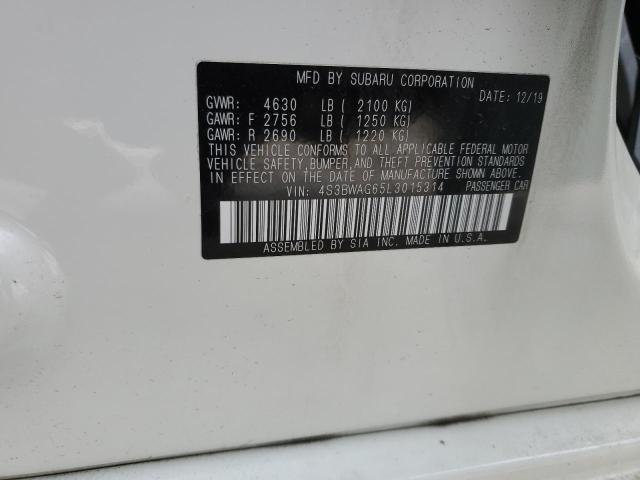 MFD BY SUBARU CORPORATION
DATE: 12/19
GVWR: 4630 LB ( 2100 KG)
GAWR: F 2756 LB ( 1250 KG)
GAWR: R 2690 LB ( 1220 KG)
THIS VEHICLE CONFORMS TO ALL APPLICABLE FEDERAL MOTOR
VEHICLE SAFETY, BUMPER, AND THEFT PREVENTION STANDARDS
IN EFFECT ON THE DATE OF MANUFACTURE SHOWN ABOVE.
VIN: 4S3BWAG65L3015314 PASSENGER CAR
ASSEMBLED BY SIA INC. MADE IN U.S.A.